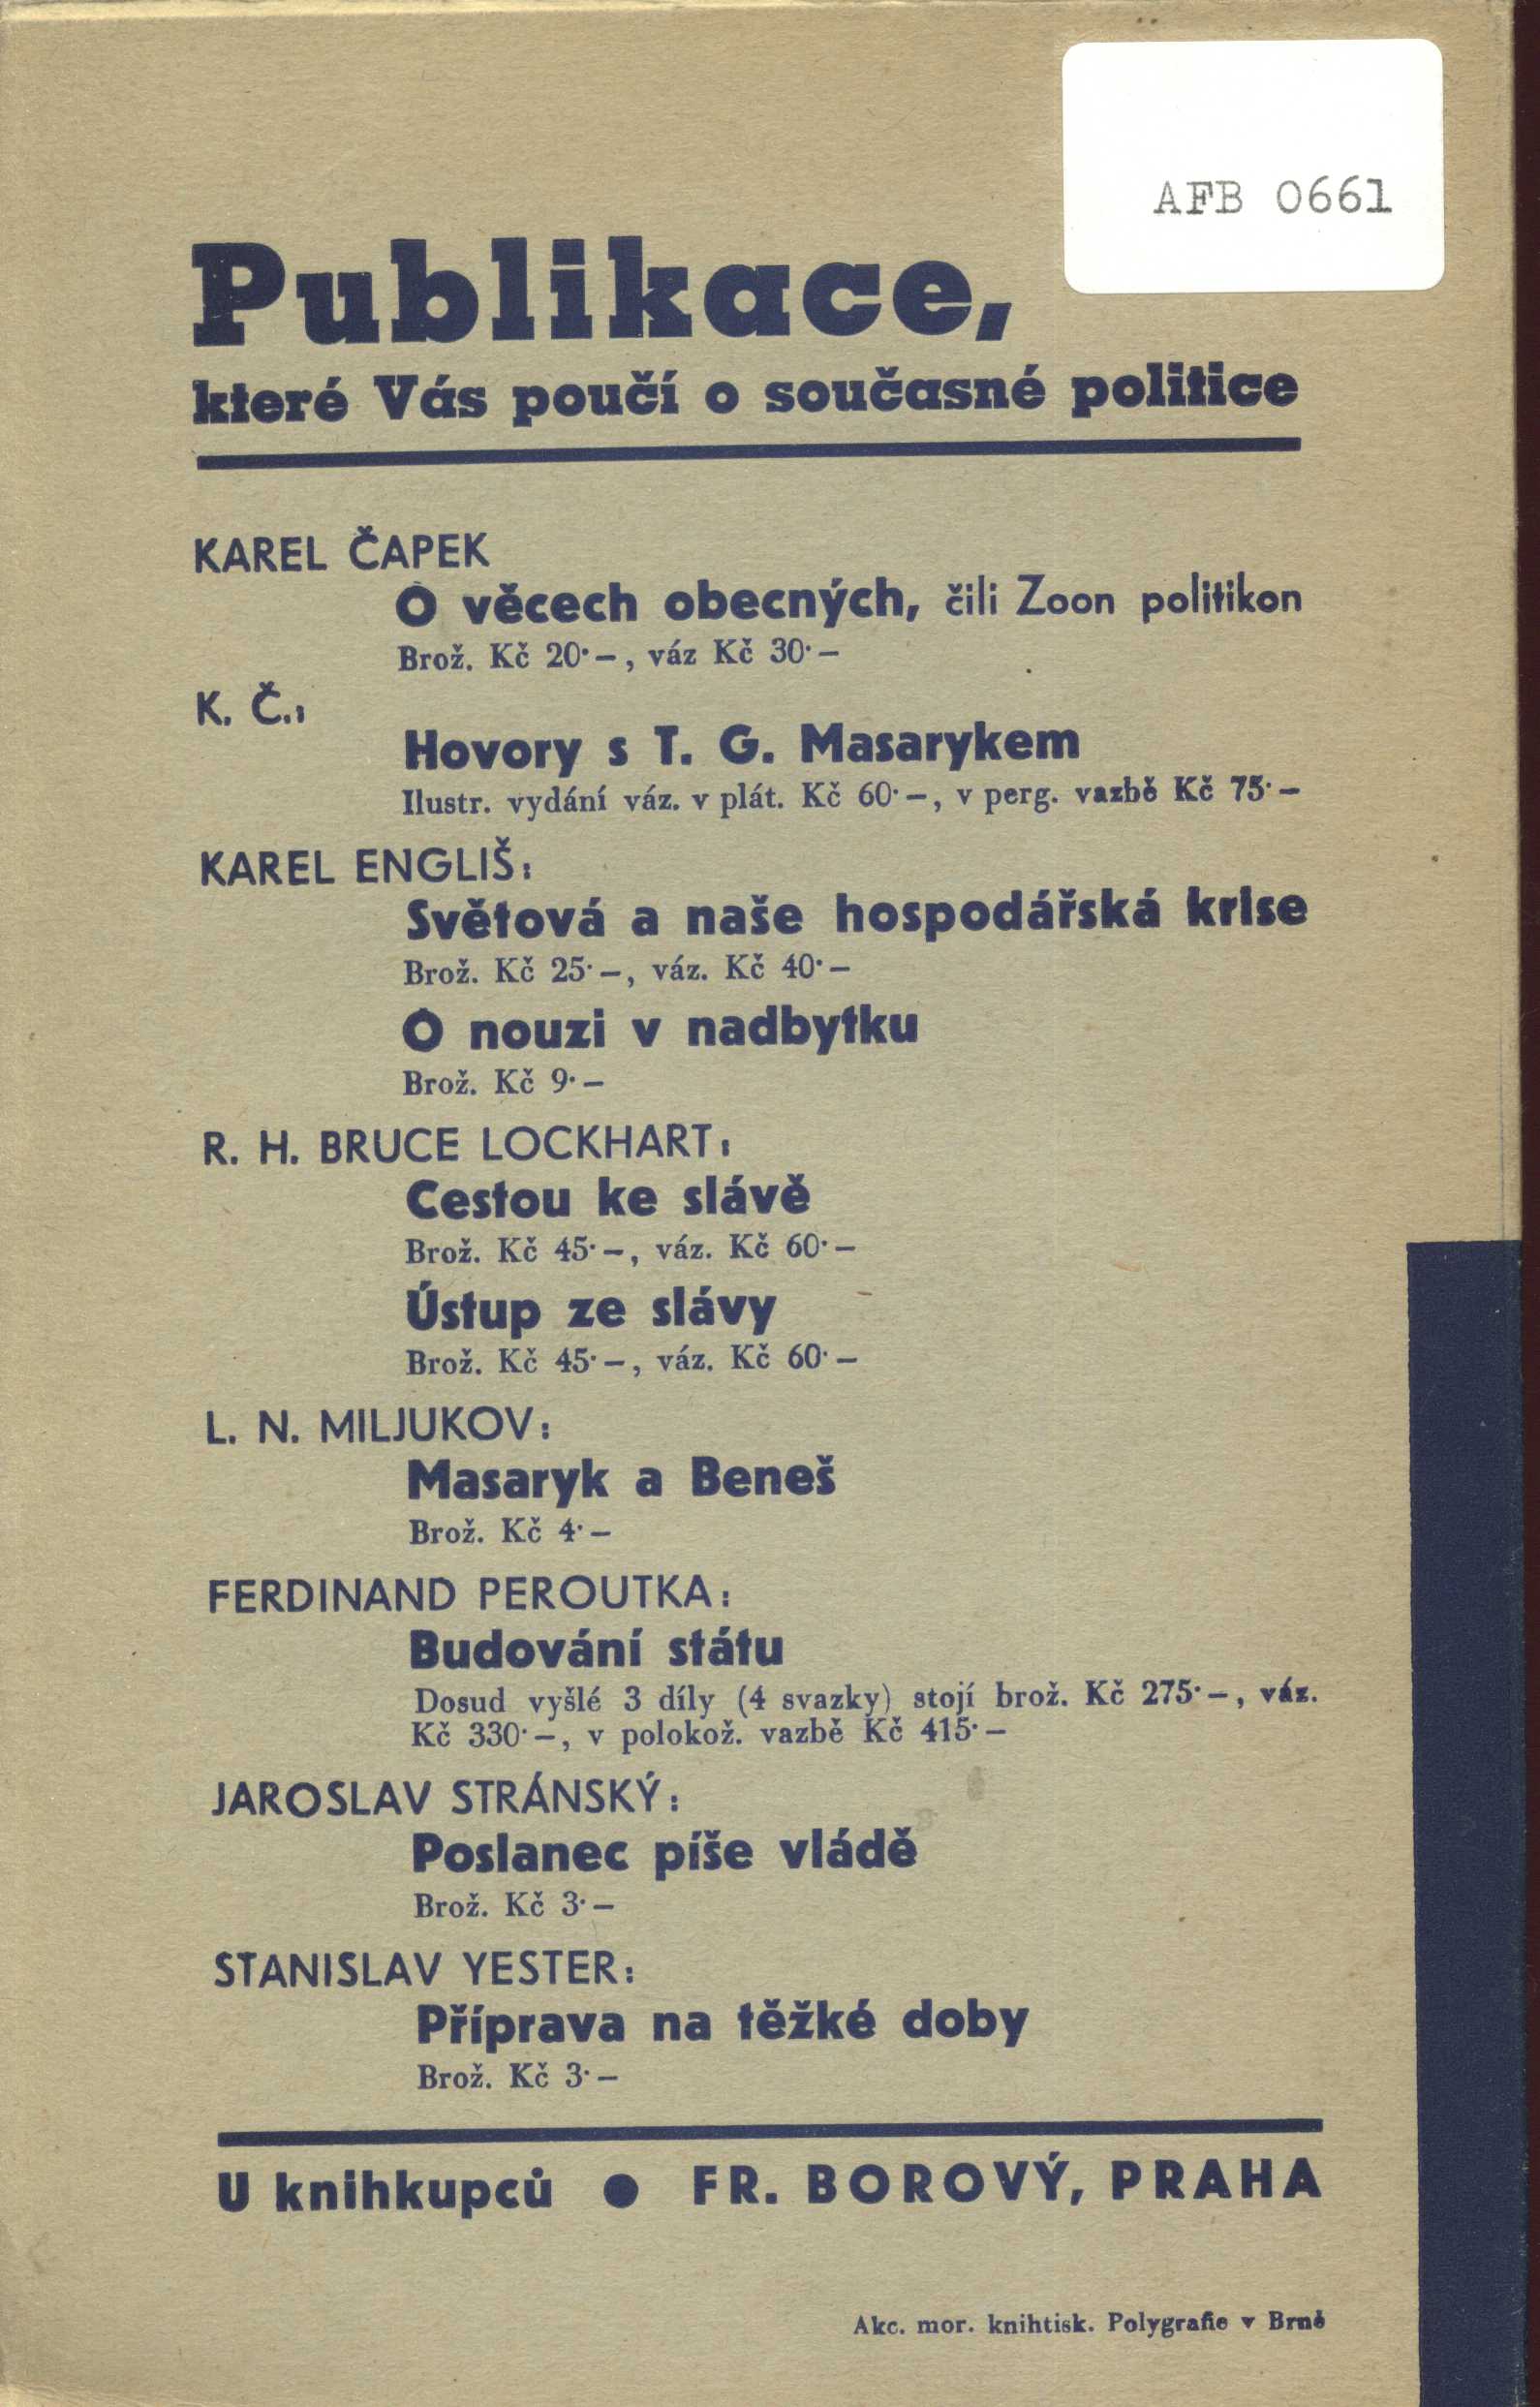 AFB 0661
Publikace,
které Vás poučí o současné politice
KAREL ČAPEK
O věcech obecných, čili Zoon politikon
Brož. Kč 20·–, váz Kč 30·–
K. Č.:
Hovory s T. G. Masarykem
Ilustr. vydání váz. v plát. Kč 60·–, v perg. vazbě Kč 75·–
KAREL ENGLIŠ:
Světová a naše hospodářská krise
Brož. Kč 25·–, váz. Kč 40·–
O nouzi v nadbytku
Brož. Kč 9·–
R. H. BRUCE LOCKHART:
Cestou ke slávě
Brož. Kč 45·–, váz. Kč 60·–
Ústup ze slávy
Brož. Kč 45·–, váz. Kč 60·–
L. N. MILJUKOV:
Masaryk a Beneš
Brož. Kč 4·–
FERDINAND PEROUTKA:
Budování státu
Dosud vyšlé 3 díly (4 svazky) stojí brož. Kč 275·–, váz.
Kč 330·–, v polokož. vazbě Kč 415·–
JAROSLAV STRÁNSKÝ:
Poslanec píše vládě
Brož. Kč 3·–
STANISLAV YESTER:
Příprava na těžké doby
Brož. Kč 3·–
U knihkupců ● FR. BOROVÝ, PRAHA
Akc. mor. knihtisk. Polygrafie v Brně